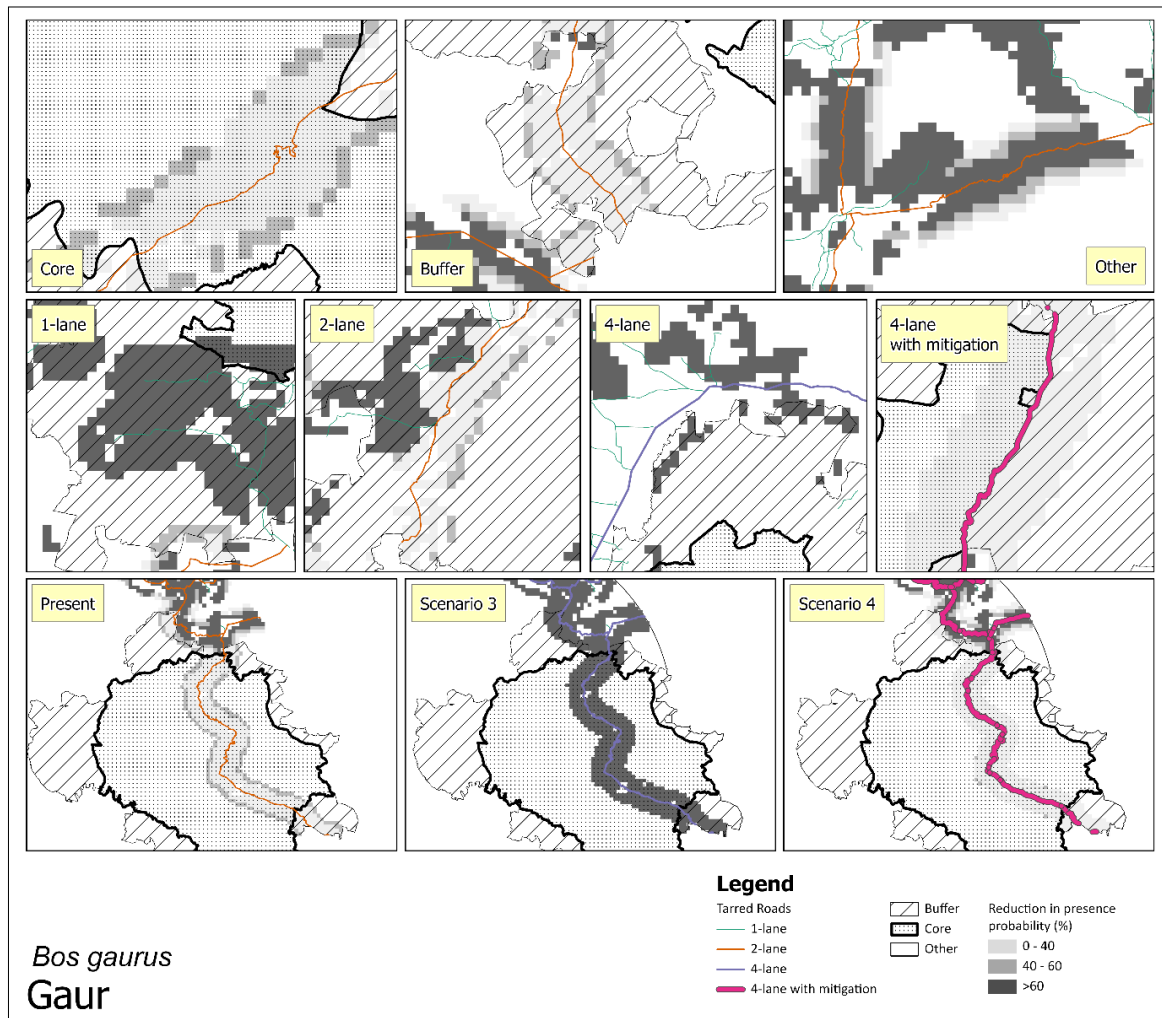 Core
Buffer
Other
1-lane
2-lane
4-lane
4-lane
with mitigation
Present
Scenario 3
Scenario 4
Legend
Tarred Roads
1-lane
2-lane
4-lane
4-lane with mitigation
Buffer
Core
Other
Reduction in presence
probability (%)
0 - 40
40 - 60
>60
Bos gaurus
Gaur